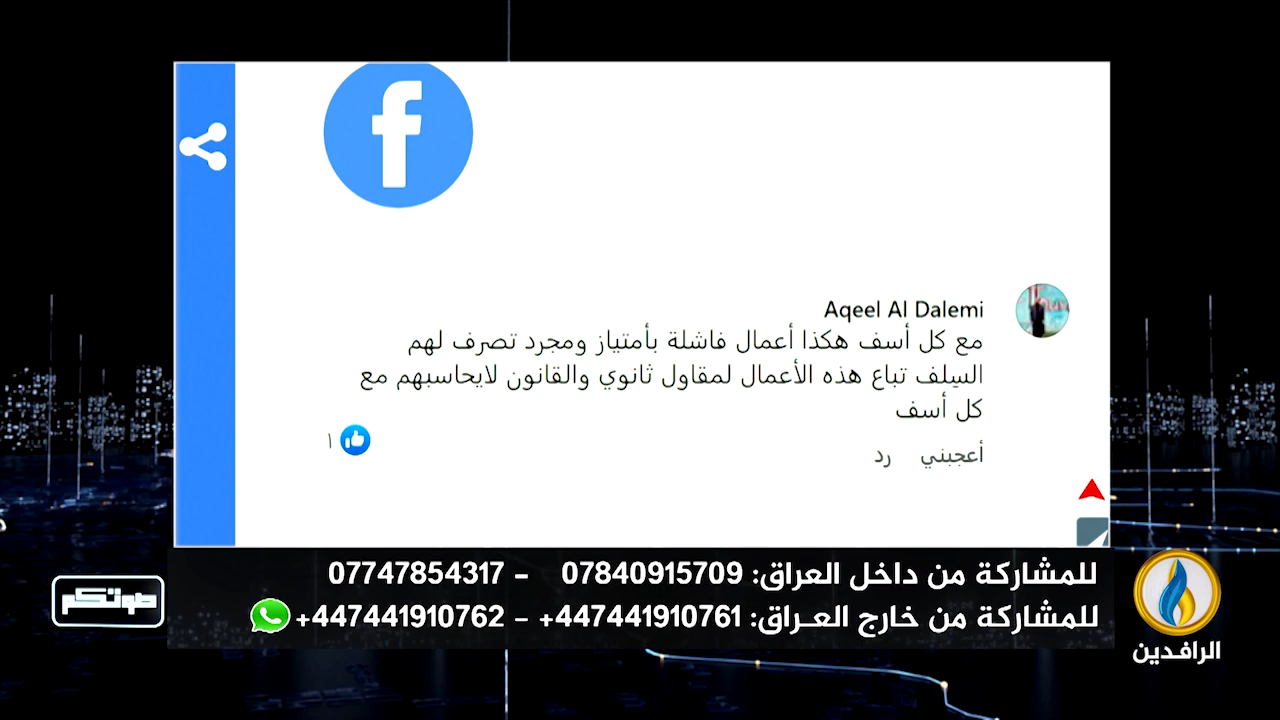 f
Aqeel Al Dalemi
مع كل أسف هكذا أعمال فاشلة بأمتياز ومجرد تصرف لهم
السلف تباع هذه الأعمال لمقاول ثانوي والقانون لايحاسبهم مع
كل أسف
١
أعجبني رد
للمشاركة من داخل العراق: 07840915709 - 07747854317
للمشاركة من خارج العـراق: 447441910761+ - 447441910762+
صوتكم
الرافدين